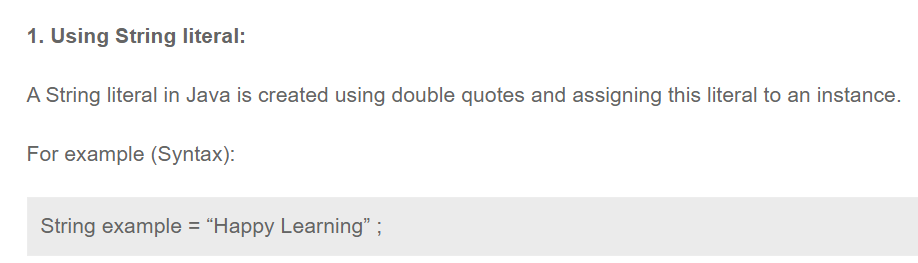 1. Using String literal:
A String literal in Java is created using double quotes and assigning this literal to an instance.
For example (Syntax):
String example = “Happy Learning” ;